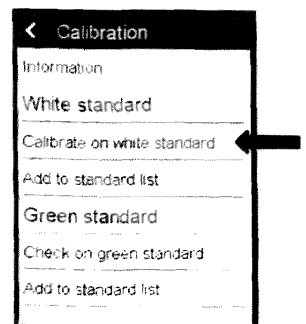 < Calibration
Information
White standard
Calibrate on white standard
Add to standard list
Green standard
Check on green standard
Add to standard list